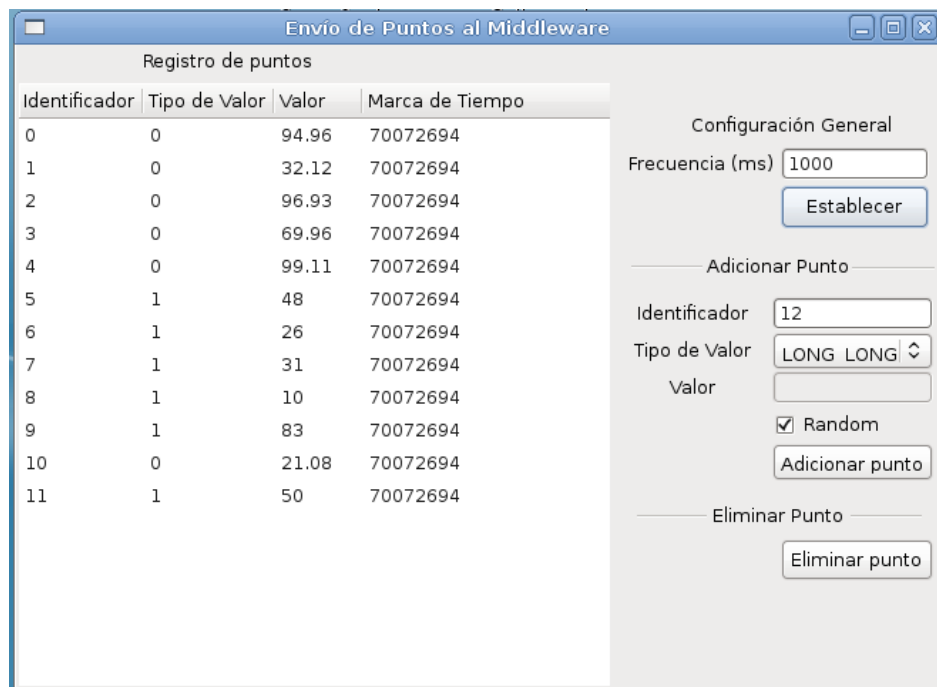 Envío de Puntos al Middleware
Registro de puntos
Identificador Tipo de Valor Valor Marca de Tiempo
0 0 94.96 70072694
1 0 32.12 70072694
2 0 96.93 70072694
3 0 69.96 70072694
4 0 99.11 70072694
5 1 48 70072694
6 1 26 70072694
7 1 31 70072694
8 1 10 70072694
9 1 83 70072694
10 0 21.08 70072694
11 1 50 70072694
Configuración General
Frecuencia (ms) 1000
Establecer
Adicionar Punto
Identificador 12
Tipo de Valor LONG LONG
Valor
Random
Adicionar punto
Eliminar Punto
Eliminar punto